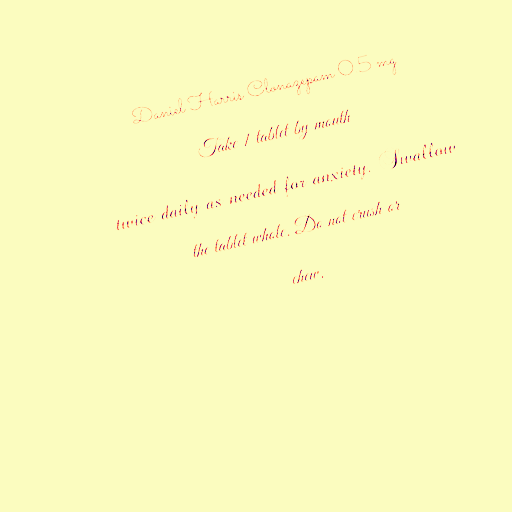 Daniel Harris Clonazepam 0.5 mg
Take 1 tablet by mouth
twice daily as needed for anxiety. Swallow
the tablet whole. Do not crush or
chew.